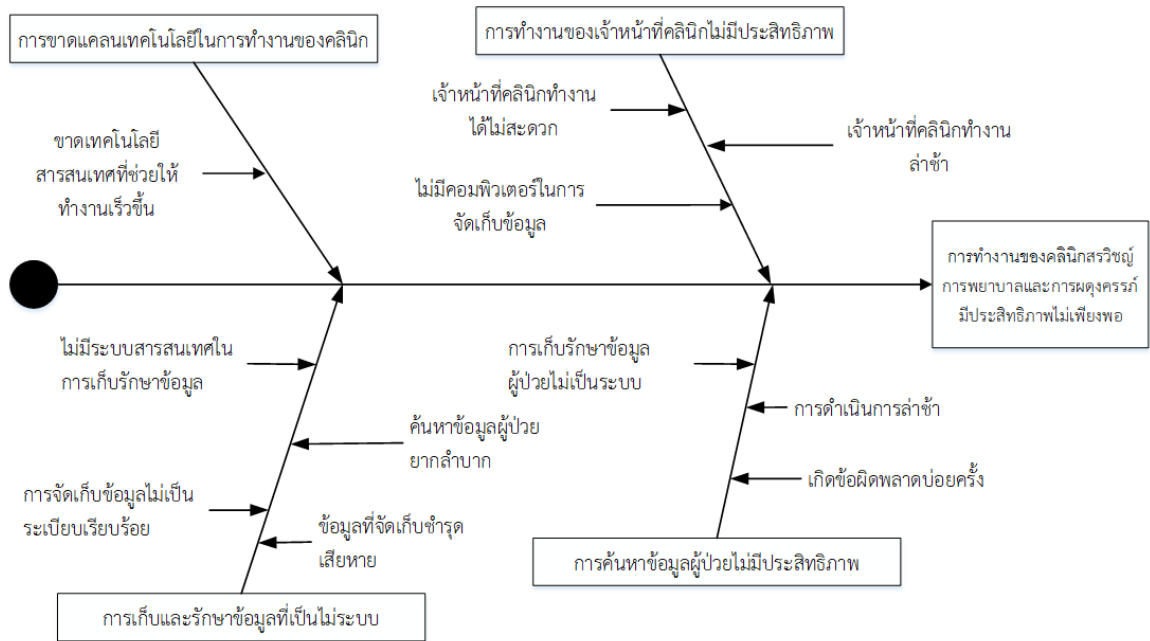 การขาดแคลนเทคโนโลยีในการทำงานของคลินิก
การทำงานของเจ้าหน้าที่คลินิกไม่มีประสิทธิภาพ
เจ้าหน้าที่คลินิกทำงาน
ได้ไม่สะดวก
เจ้าหน้าที่คลินิกทำงาน
ล่าช้า
ขาดเทคโนโลยี
สารสนเทศที่ช่วยให้
ทำงานเร็วขึ้น
ไม่มีคอมพิวเตอร์ในการ
จัดเก็บข้อมูล
การทำงานของคลินิกสรวิชญ์
การพยาบาลและการผดุงครรภ์
มีประสิทธิภาพไม่เพียงพอ
ไม่มีระบบสารสนเทศใน
การเก็บรักษาข้อมูล
การเก็บรักษาข้อมูล
ผู้ป่วยไม่เป็นระบบ
การดำเนินการล่าช้า
ค้นหาข้อมูลผู้ป่วย
ยากลำบาก
เกิดข้อผิดพลาดบ่อยครั้ง
การจัดเก็บข้อมูลไม่เป็น
ระเบียบเรียบร้อย
ข้อมูลที่จัดเก็บชำรุด
เสียหาย
การค้นหาข้อมูลผู้ป่วยไม่มีประสิทธิภาพ
การเก็บและรักษาข้อมูลที่เป็นไม่ระบบ